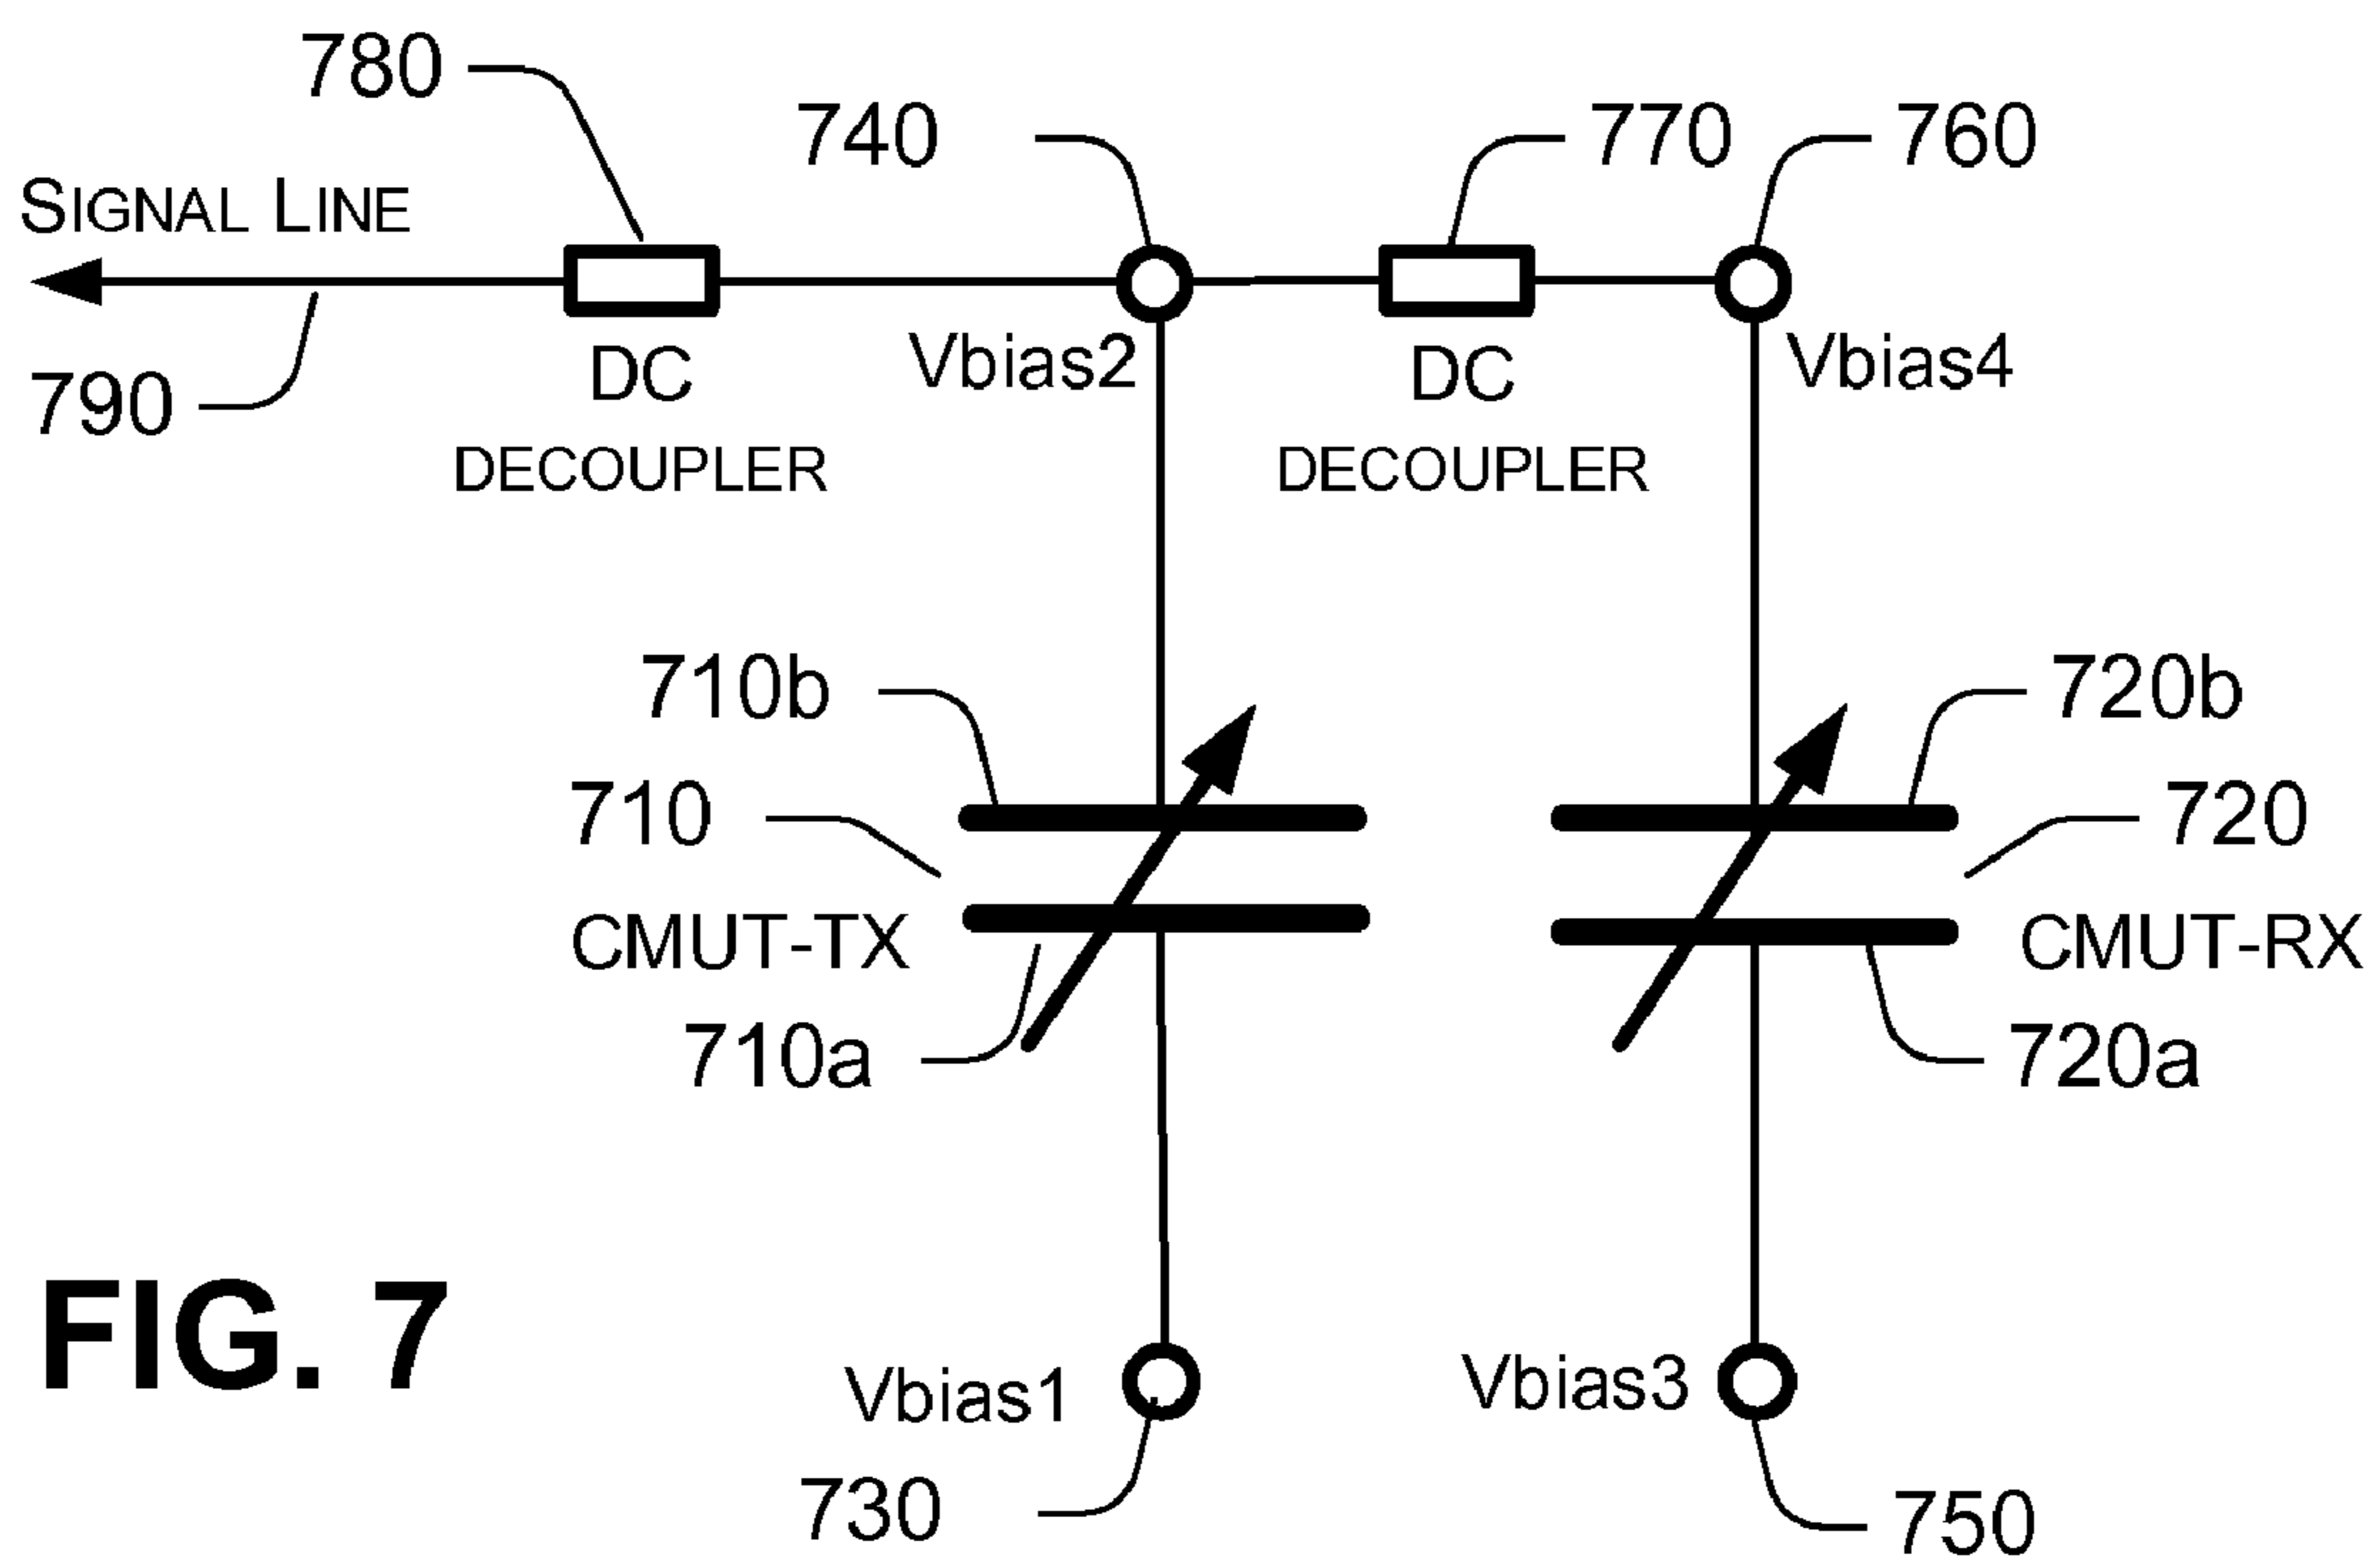 780
740
770
760
SIGNAL LINE
790
DC
DECOUPLER
Vbias2
DC
DECOUPLER
Vbias4
710b
720b
710
720
CMUT-TX
CMUT-RX
710a
720a
FIG. 7
Vbias1
Vbias3
730
750